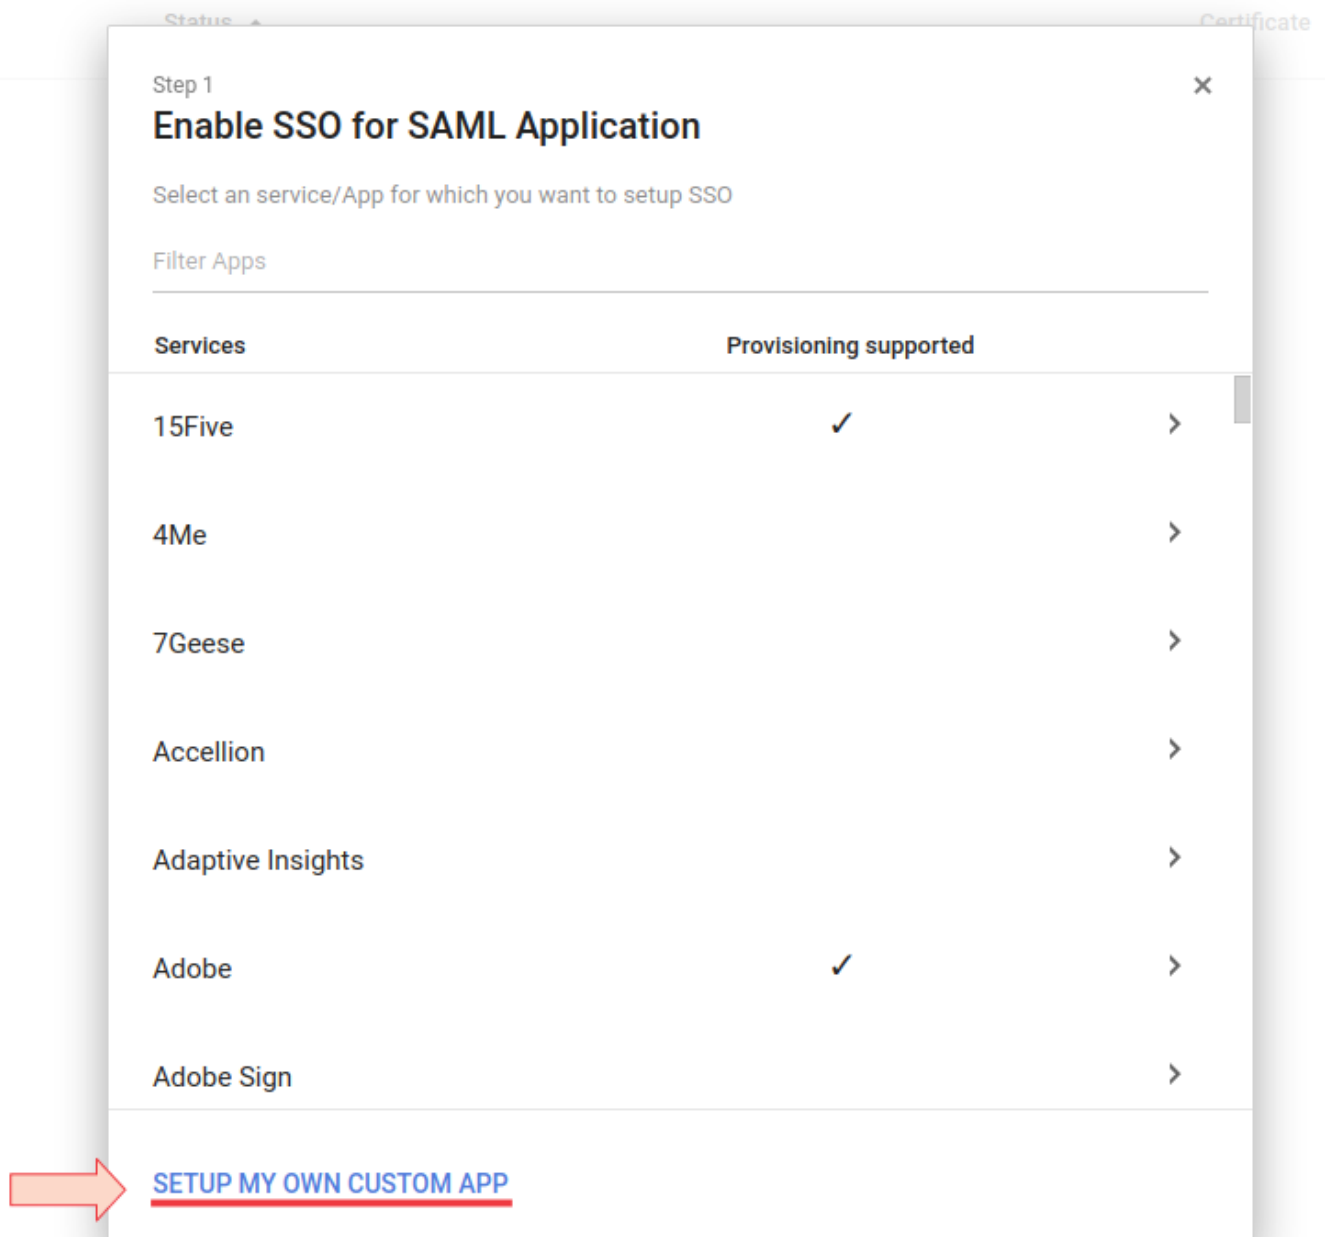 Status
Certificate
Step 1
Enable SSO for SAML Application
Select an service/App for which you want to setup SSO
Filter Apps
Services Provisioning supported
15Five ✓
4Me
7Geese
Accellion
Adaptive Insights
Adobe ✓
Adobe Sign
SETUP MY OWN CUSTOM APP